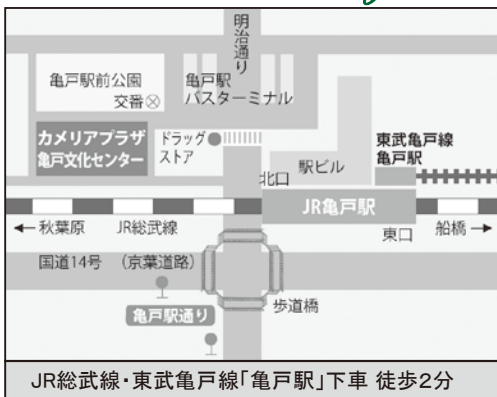 明治通り
亀戸駅前公園
交番
亀戸駅
バスターミナル
カメリアプラザ
亀戸文化センター
ドラッグ
ストア
東武亀戸線
亀戸駅
北口
駅ビル
JR亀戸駅
←秋葉原
JR総武線
東口
船橋→
国道14号
(京葉道路)
歩道橋
亀戸駅通り
JR総武線・東武亀戸線「亀戸駅」下車 徒歩2分